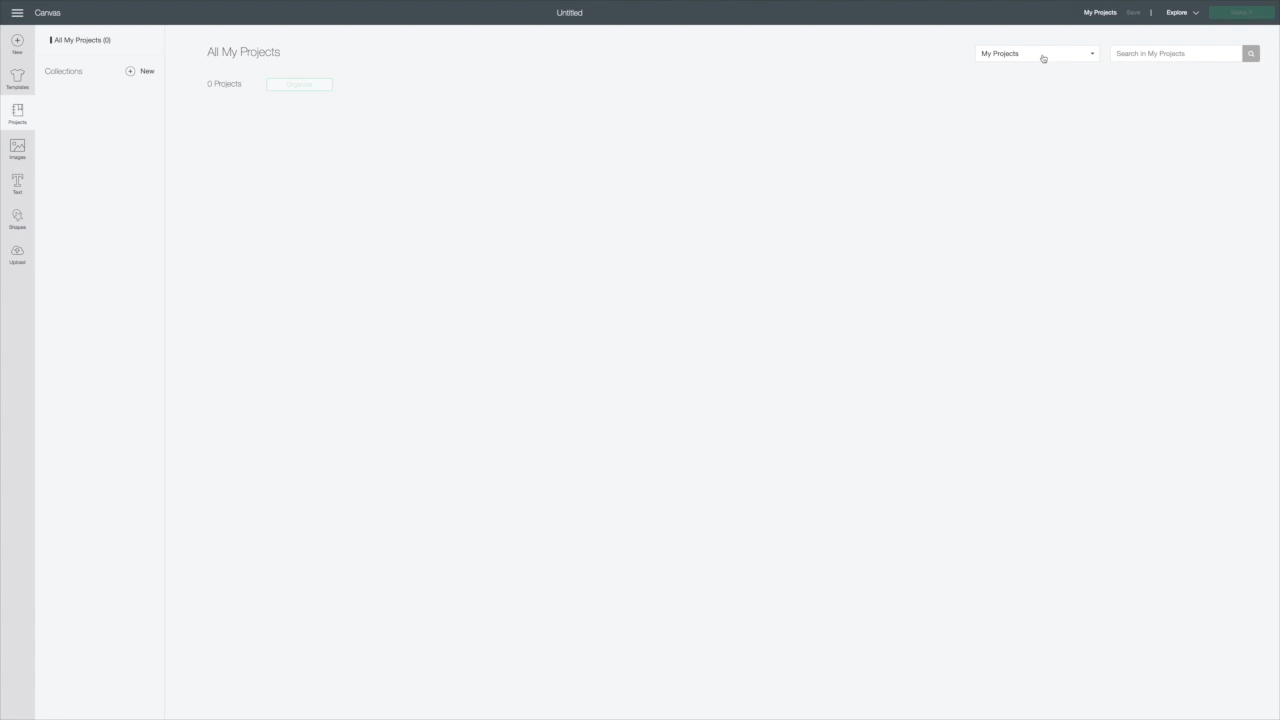 Canvas
Untitled
My Projects
Save
|
Explore
New
Templates
Projects
Images
Text
Shapes
Upload
All My Projects (0)
Collections
New
All My Projects
My Projects
Search in My Projects
0 Projects
Organize